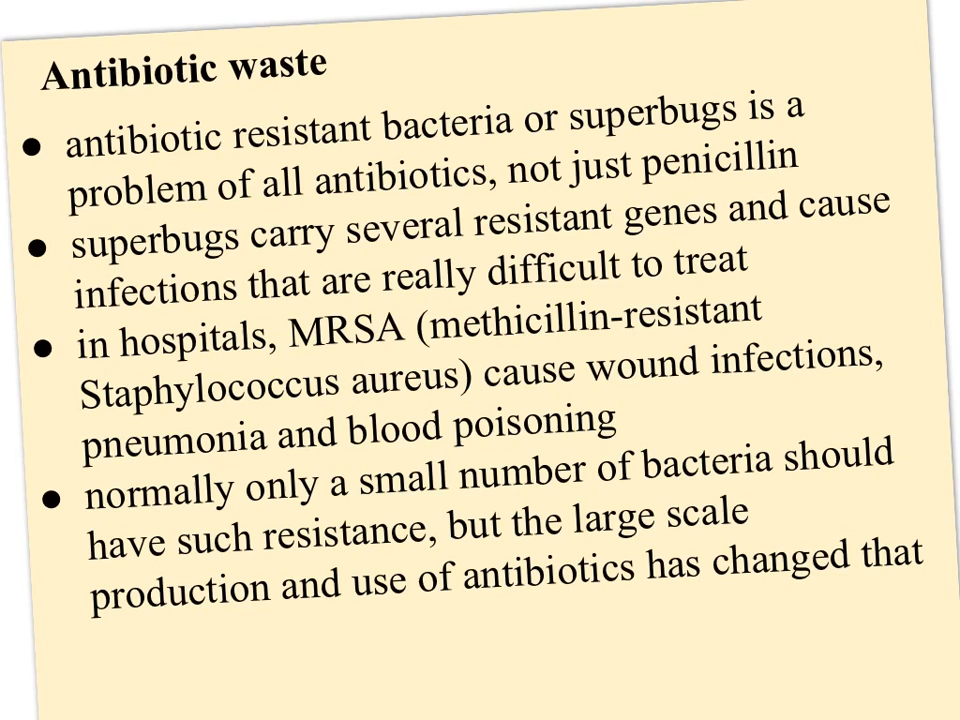 Antibiotic waste
● antibiotic resistant bacteria or superbugs is a
problem of all antibiotics, not just penicillin
● superbugs carry several resistant genes and cause
infections that are really difficult to treat
● in hospitals, MRSA (methicillin-resistant
Staphylococcus aureus) cause wound infections,
pneumonia and blood poisoning
● normally only a small number of bacteria should
have such resistance, but the large scale
production and use of antibiotics has changed that